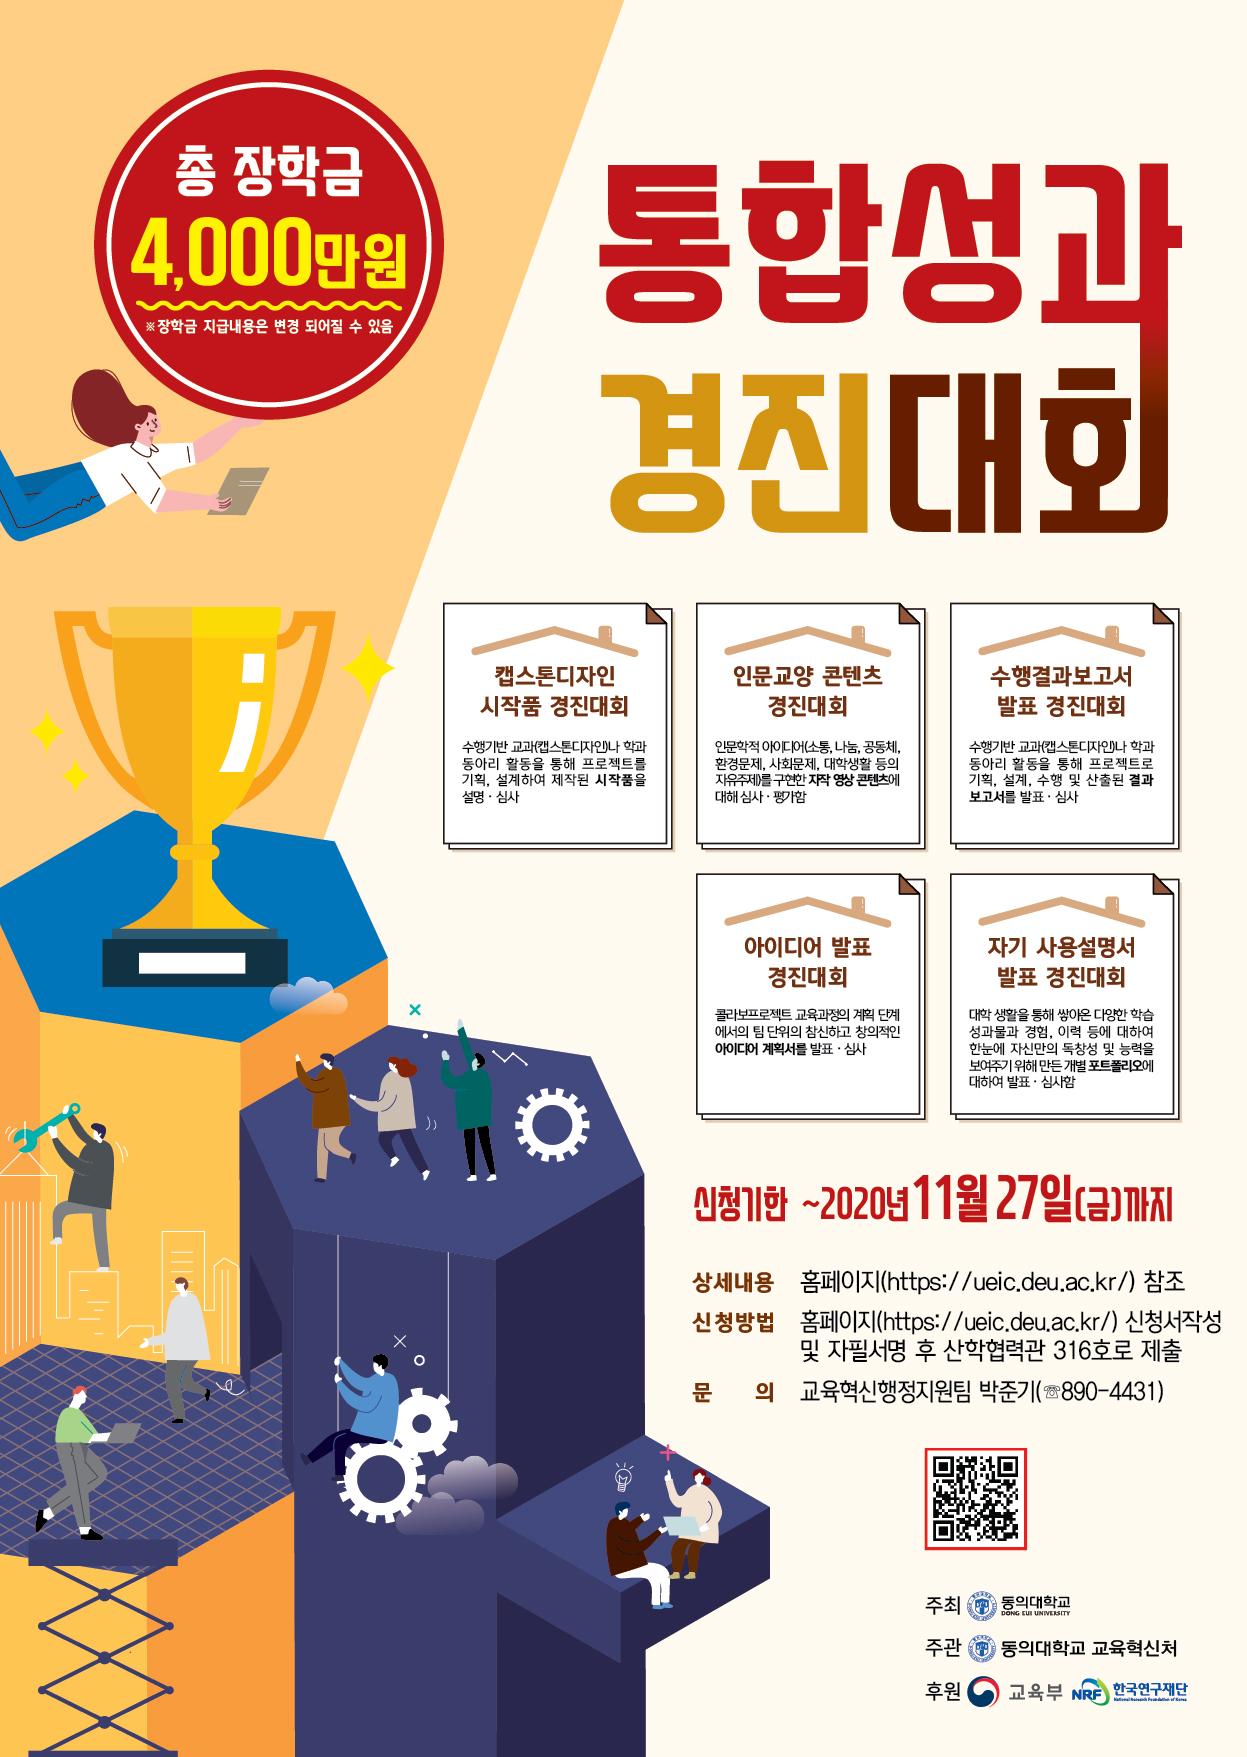 총 장학금
4,000만원
※장학금 지급내용은 변경 되어질 수 있음
통합성과
경진대회
캡스톤디자인
시작품 경진대회
수행기반 교과(캡스톤디자인)나 학과
동아리 활동을 통해 프로젝트를
기획, 설계하여 제작된 시작품을
설명 · 심사
인문교양 콘텐츠
경진대회
인문학적 아이디어(소통, 나눔, 공동체,
환경문제, 사회문제, 대학생활 등의
자유주제)를 구현한 자작 영상 콘텐츠에
대해 심사 · 평가함
수행결과보고서
발표 경진대회
수행기반 교과(캡스톤디자인)나 학과
동아리 활동을 통해 프로젝트로
기획, 설계, 수행 및 산출된 결과
보고서를 발표 · 심사
아이디어 발표
경진대회
콜라보프로젝트 교육과정의 계획 단계
에서의 팀 단위의 참신하고 창의적인
아이디어 계획서를 발표 · 심사
자기 사용설명서
발표 경진대회
대학 생활을 통해 쌓아온 다양한 학습
성과물과 경험, 이력 등에 대하여
한눈에 자신만의 독창성 및 능력을
보여주기 위해 만든 개별 포트폴리오에
대하여 발표 · 심사함
신청기한 ~2020년 11월 27일(금)까지
상세내용 홈페이지(https://ueic.deu.ac.kr/) 참조
신청방법 홈페이지(https://ueic.deu.ac.kr/) 신청서작성
및 자필서명 후 산학협력관 316호로 제출
문 의 교육혁신행정지원팀 박준기(☏890-4431)
주최 동의대학교
DONG EUI UNIVERSITY
주관 동의대학교 교육혁신처
후원 교육부 NRF 한국연구재단
National Research Foundation of Korea